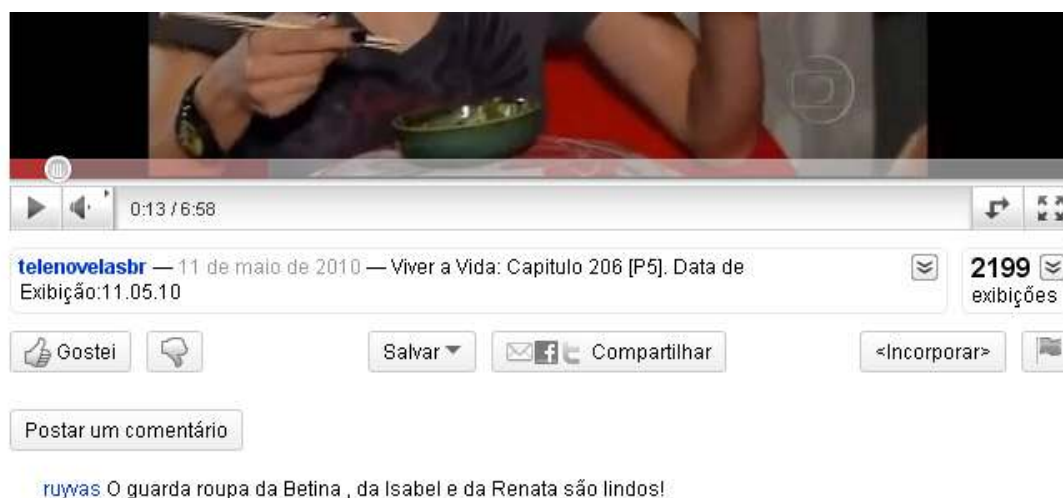 0:13 / 6:58
telenovelasbr — 11 de maio de 2010 — Viver a Vida: Capitulo 206 [P5]. Data de
Exibição:11.05.10
2199
exibições
Gostei
Salvar
Compartilhar
<Incorporar>
Postar um comentário
ruyvas O guarda roupa da Betina , da Isabel e da Renata são lindos!